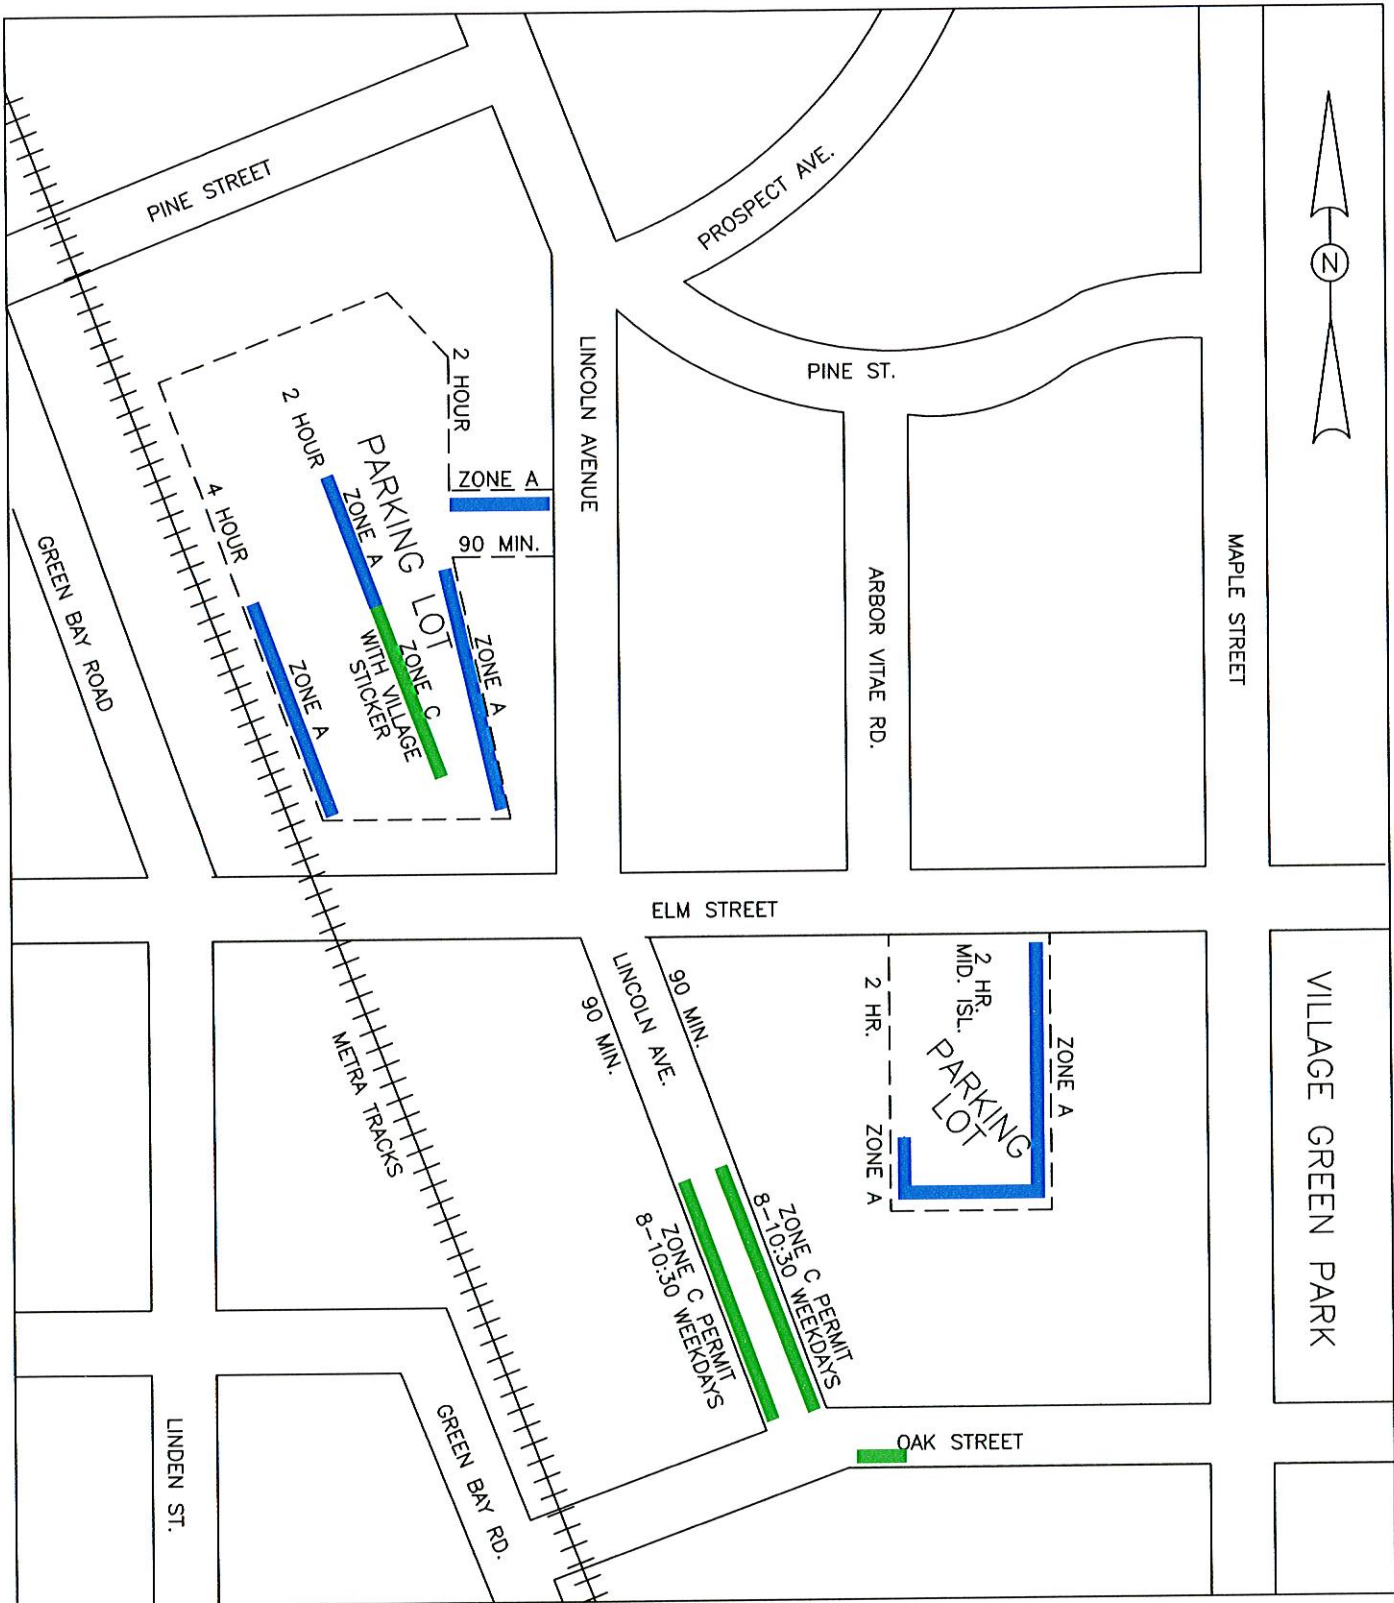 PINE STREET
PROSPECT AVE.
N
LINCOLN AVENUE
PINE ST.
2 HOUR
ZONE A
90 MIN.
2 HOUR
ZONE A
PARKING LOT
ZONE C
WITH VILLAGE
STICKER
ZONE A
4 HOUR
ZONE A
GREEN BAY ROAD
ARBOR VITAE RD.
MAPLE STREET
ELM STREET
LINCOLN AVE.
90 MIN.
90 MIN.
2 HR.
MID. ISL.
2 HR.
PARKING
LOT
ZONE A
ZONE A
VILLAGE GREEN PARK
METRA TRACKS
ZONE C PERMIT
8-10:30 WEEKDAYS
ZONE C PERMIT
8-10:30 WEEKDAYS
OAK STREET
GREEN BAY RD.
LINDEN ST.